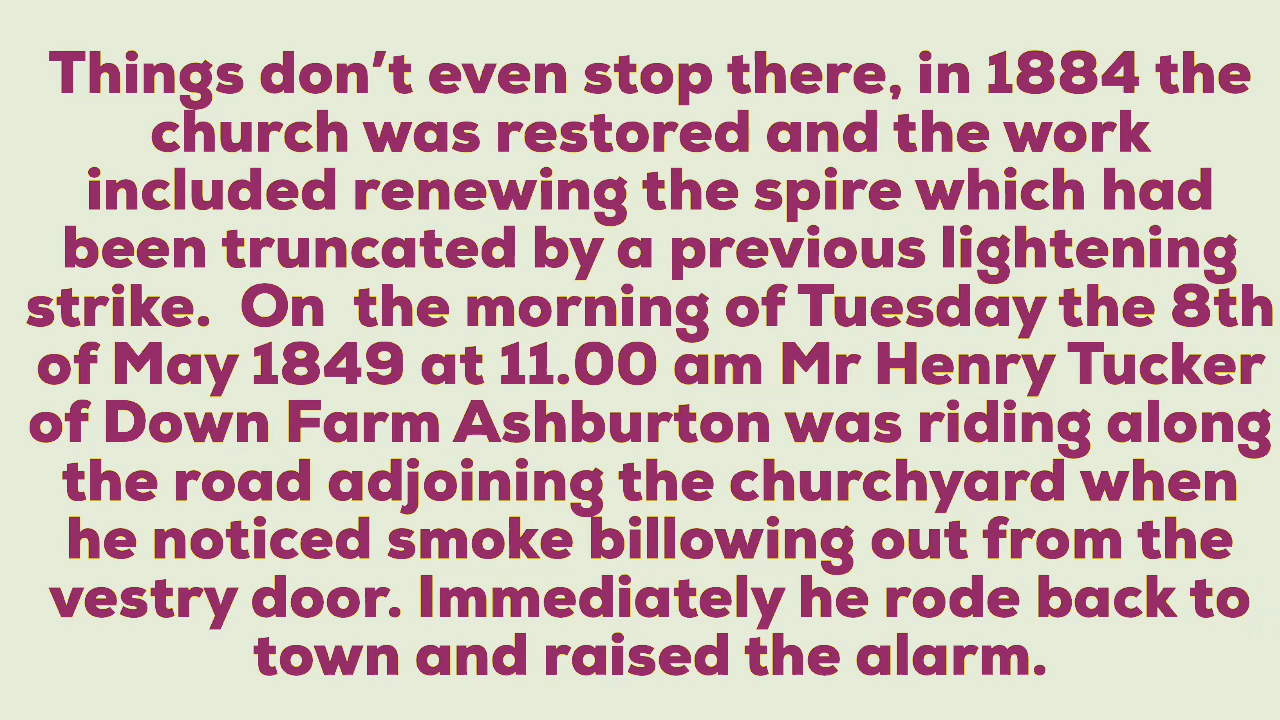 Things don’t even stop there, in 1884 the
church was restored and the work
included renewing the spire which had
been truncated by a previous lightening
strike.  On  the morning of Tuesday the 8th
of May 1849 at 11.00 am Mr Henry Tucker
of Down Farm Ashburton was riding along
the road adjoining the churchyard when
he noticed smoke billowing out from the
vestry door. Immediately he rode back to
town and raised the alarm.